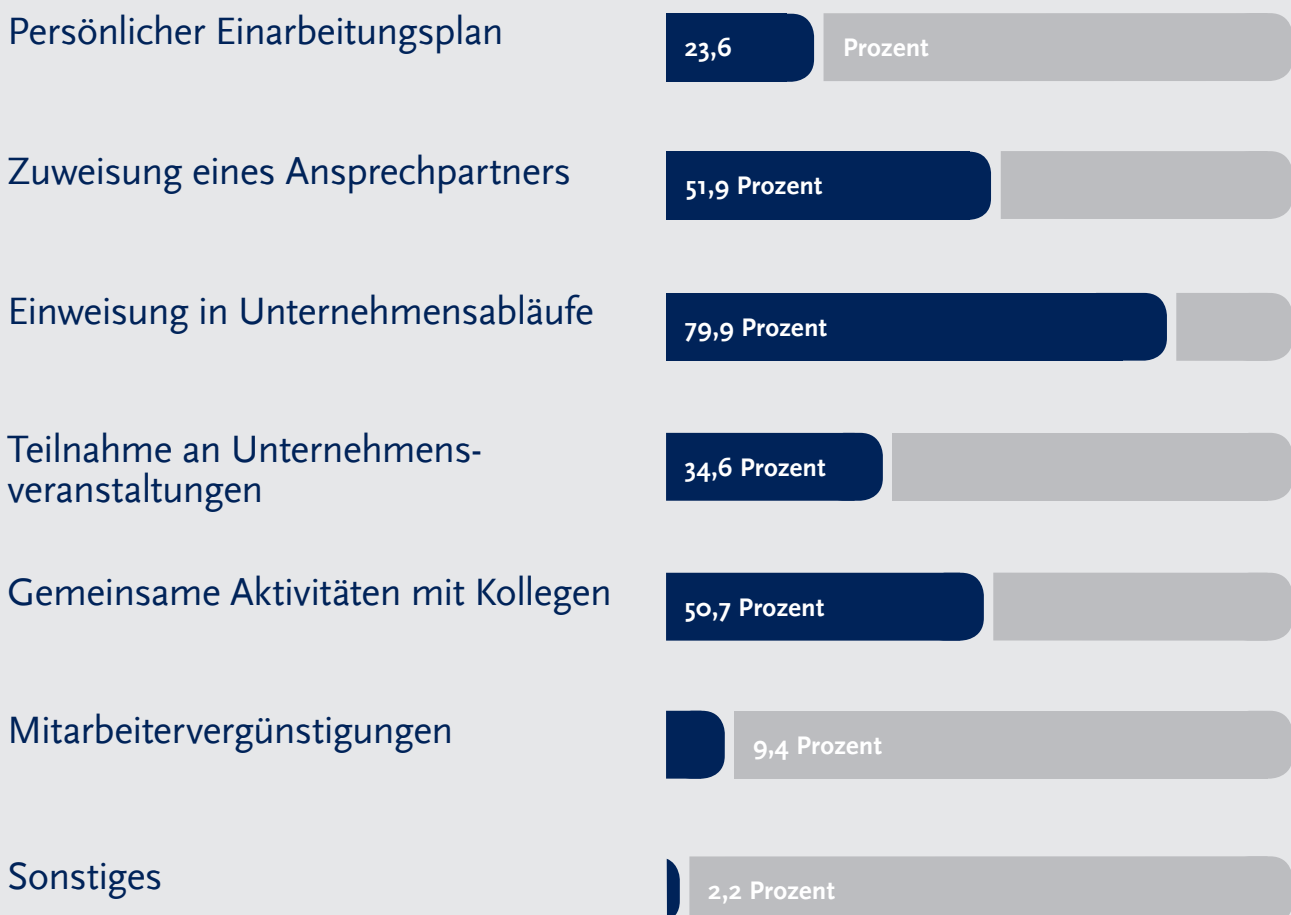 Persönlicher Einarbeitungsplan
23,6 Prozent
Zuweisung eines Ansprechpartners
51,9 Prozent
Einweisung in Unternehmensabläufe
79,9 Prozent
Teilnahme an Unternehmens-
veranstaltungen
34,6 Prozent
Gemeinsame Aktivitäten mit Kollegen
50,7 Prozent
Mitarbeitervergünstigungen
9,4 Prozent
Sonstiges
2,2 Prozent